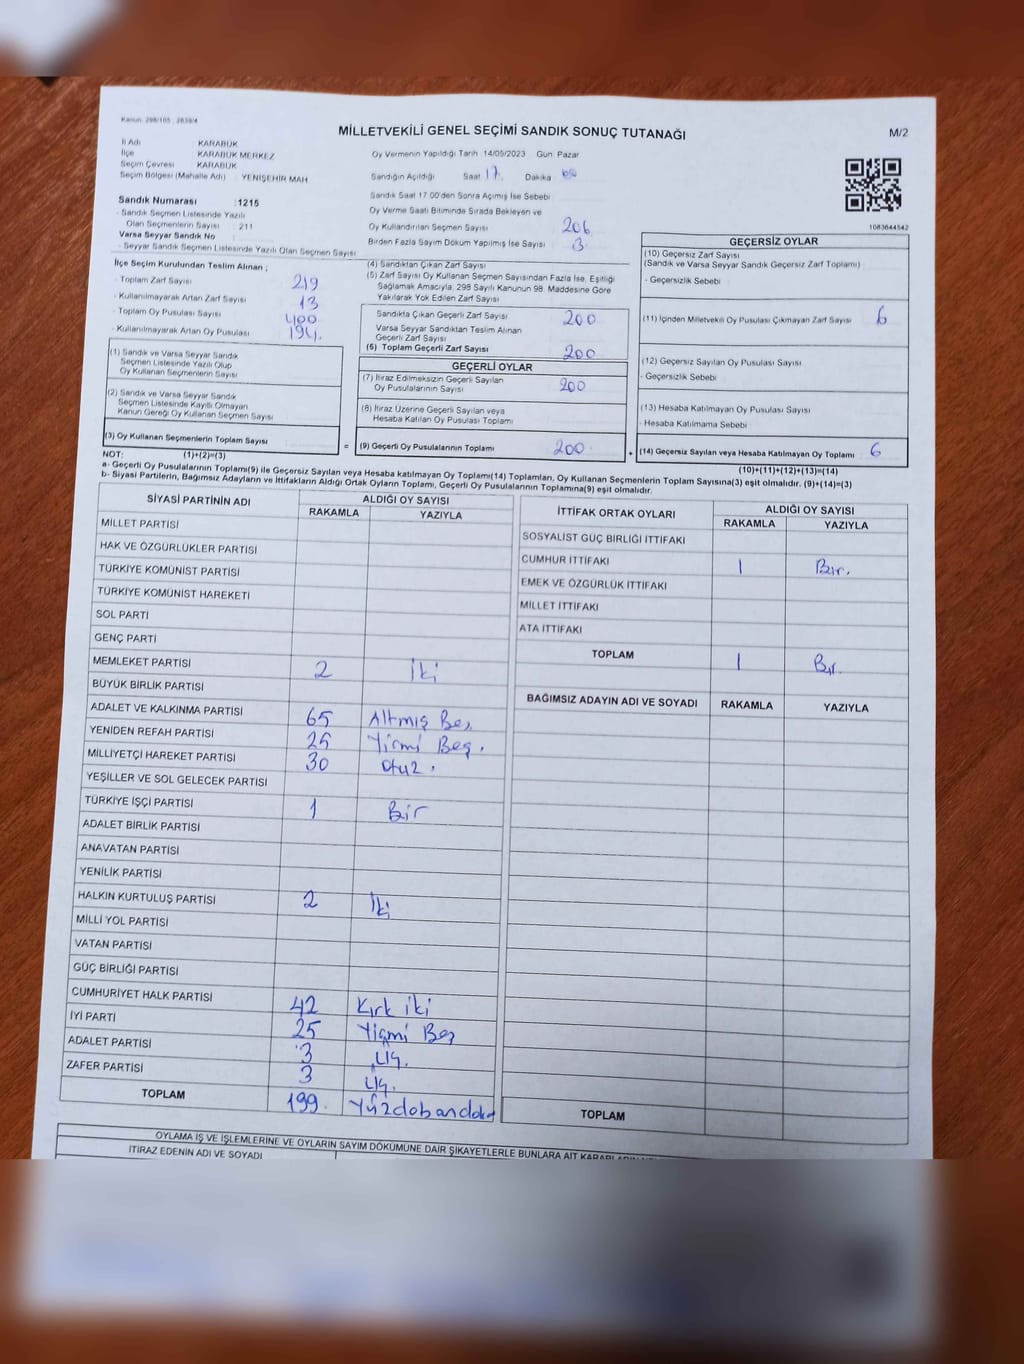 Kanun: 298/105 , 2839/4
MİLLETVEKİLİ GENEL SEÇİMİ SANDIK SONUÇ TUTANAĞI
M/2
İl Adı KARABÜK
İlçe KARABÜK MERKEZ
Seçim Çevresi KARABÜK
Seçim Bölgesi (Mahalle Adı) : YENİŞEHİR MAH
Oy Vermenin Yapıldığı Tarih 14/05/2023 Gün Pazar
Sandığın Açıldığı Saat 17. Dakika
Sandık Saat 17 00'den Sonra Açılmış İse Sebebi
Sandık Numarası :1215
- Sandık Seçmen Listesinde Yazılı
Olan Seçmenlerin Sayısı : 211
Varsa Seyyar Sandık No :
- Seyyar Sandık Seçmen Listesinde Yazılı Olan Seçmen Sayısı
Oy Verme Saati Bitiminde Sırada Bekleyen ve
Oy Kullandırılan Seçmen Sayısı 206
Birden Fazla Sayım Döküm Yapılmış İse Sayısı 3
1083644542
İlçe Seçim Kurulundan Teslim Alınan ;
- Toplam Zarf Sayısı 219
- Kullanılmayarak Artan Zarf Sayısı 13
- Toplam Oy Pusulası Sayısı 400
- Kullanılmayarak Artan Oy Pusulası 194.
(1) Sandık ve Varsa Seyyar Sandık
Seçmen Listesinde Yazılı Olup
Oy Kullanan Seçmenlerin Sayısı
(2) Sandık ve Varsa Seyyar Sandık
Seçmen Listesinde Kayıtlı Olmayan
Kanun Gereği Oy Kullanan Seçmen Sayısı
(3) Oy Kullanan Seçmenlerin Toplam Sayısı
=
(4) Sandıktan Çıkan Zarf Sayısı
(5) Zarf Sayısı Oy Kullanan Seçmen Sayısından Fazla İse, Eşitliği
Sağlamak Amacıyla, 298 Sayılı Kanunun 98. Maddesine Göre
Yakılarak Yok Edilen Zarf Sayısı
Sandıkta Çıkan Geçerli Zarf Sayısı 200
Varsa Seyyar Sandıktan Teslim Alınan
Geçerli Zarf Sayısı
(6) Toplam Geçerli Zarf Sayısı 200
GEÇERLİ OYLAR
(7) İtiraz Edilmeksizin Geçerli Sayılan
Oy Pusulalarının Sayısı 200
(8) İtiraz Üzerine Geçerli Sayılan veya
Hesaba Katılan Oy Pusulası Toplamı
(9) Geçerli Oy Pusulalarının Toplamı 200
+
GEÇERSİZ OYLAR
(10) Geçersiz Zarf Sayısı
(Sandık ve Varsa Seyyar Sandık Geçersiz Zarf Toplamı)
- Geçersizlik Sebebi
(11) İçinden Milletvekili Oy Pusulası Çıkmayan Zarf Sayısı 6
(12) Geçersiz Sayılan Oy Pusulası Sayısı
- Geçersizlik Sebebi
(13) Hesaba Katılmayan Oy Pusulası Sayısı
- Hesaba Katılmama Sebebi
(14) Geçersiz Sayılan veya Hesaba Katılmayan Oy Toplamı 6
NOT: (1)+(2)=(3)
(10)+(11)+(12)+(13)=(14)
a- Geçerli Oy Pusulalarının Toplamı(9) ile Geçersiz Sayılan veya Hesaba katılmayan Oy Toplamı(14) Toplamları, Oy Kullanan Seçmenlerin Toplam Sayısına(3) eşit olmalıdır. (9)+(14)=(3)
b- Siyasi Partilerin, Bağımsız Adayların ve İttifakların Aldığı Ortak Oyların Toplamı, Geçerli Oy Pusulalarının Toplamına(9) eşit olmalıdır.
SİYASİ PARTİNİN ADI ALDIĞI OY SAYISI
RAKAMLA YAZIYLA
MİLLET PARTİSİ
HAK VE ÖZGÜRLÜKLER PARTİSİ
TÜRKİYE KOMÜNİST PARTİSİ
TÜRKİYE KOMÜNİST HAREKETİ
SOL PARTİ
GENÇ PARTİ
MEMLEKET PARTİSİ 2 İki
BÜYÜK BİRLİK PARTİSİ
ADALET VE KALKINMA PARTİSİ 65 Altmış Beş
YENİDEN REFAH PARTİSİ 25 Yirmi Beş.
MİLLİYETÇİ HAREKET PARTİSİ 30 Otuz.
YEŞİLLER VE SOL GELECEK PARTİSİ
TÜRKİYE İŞÇİ PARTİSİ 1 Bir
ADALET BİRLİK PARTİSİ
ANAVATAN PARTİSİ
YENİLİK PARTİSİ
HALKIN KURTULUŞ PARTİSİ 2 İki
MİLLİ YOL PARTİSİ
VATAN PARTİSİ
GÜÇ BİRLİĞİ PARTİSİ
CUMHURİYET HALK PARTİSİ 42 Kırk iki
İYİ PARTİ 25 Yirmi Beş
ADALET PARTİSİ 3 Üç.
ZAFER PARTİSİ 3 Üç.
TOPLAM 199.
İTTİFAK ORTAK OYLARI ALDIĞI OY SAYISI
RAKAMLA YAZIYLA
SOSYALİST GÜÇ BİRLİĞİ İTTİFAKI
CUMHUR İTTİFAKI 1 Bir.
EMEK VE ÖZGÜRLÜK İTTİFAKI
MİLLET İTTİFAKI
ATA İTTİFAKI
TOPLAM 1 Bir.
BAĞIMSIZ ADAYIN ADI VE SOYADI RAKAMLA YAZIYLA
TOPLAM
OYLAMA İŞ VE İŞLEMLERİNE VE OYLARIN SAYIM DÖKÜMÜNE DAİR ŞİKAYETLERLE BUNLARA AİT
İTİRAZ EDENİN ADI VE SOYADI